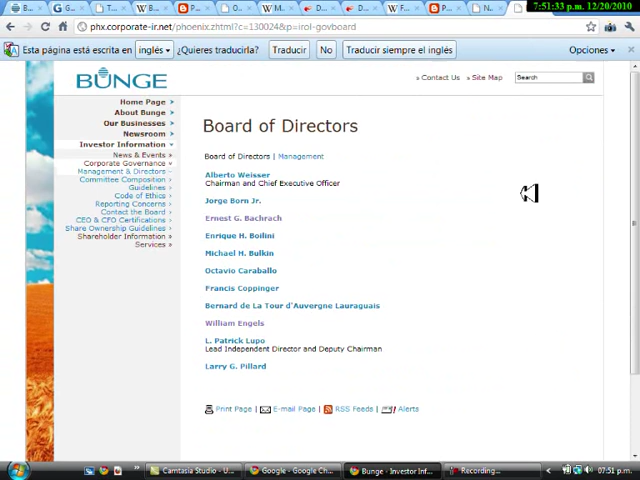 7:51:33 p.m. 12/20/2010
phx.corporate-ir.net/phoenix.zhtml?c=130024&p=irol-govboard
Esta página está escrita en inglés ¿Quieres traducirla? Traducir No Traducir siempre el inglés Opciones
BUNGE
» Contact Us » Site Map Search
Home Page
About Bunge
Our Businesses
Newsroom
Investor Information
News & Events »
Corporate Governance
Management & Directors
Committee Composition
Guidelines
Code of Ethics
Reporting Concerns
Contact the Board
CEO & CFO Certifications
Share Ownership Guidelines
Shareholder Information »
Services »
Board of Directors
Board of Directors | Management
Alberto Weisser
Chairman and Chief Executive Officer
Jorge Born Jr.
Ernest G. Bachrach
Enrique H. Boilini
Michael H. Bulkin
Octavio Caraballo
Francis Coppinger
Bernard de La Tour d'Auvergne Lauraguais
William Engels
L. Patrick Lupo
Lead Independent Director and Deputy Chairman
Larry G. Pillard
Print Page | E-mail Page | RSS Feeds | Alerts
Camtasia Studio - U... Google - Google Ch... Bunge - Investor Inf... Recording... 07:51 p.m.